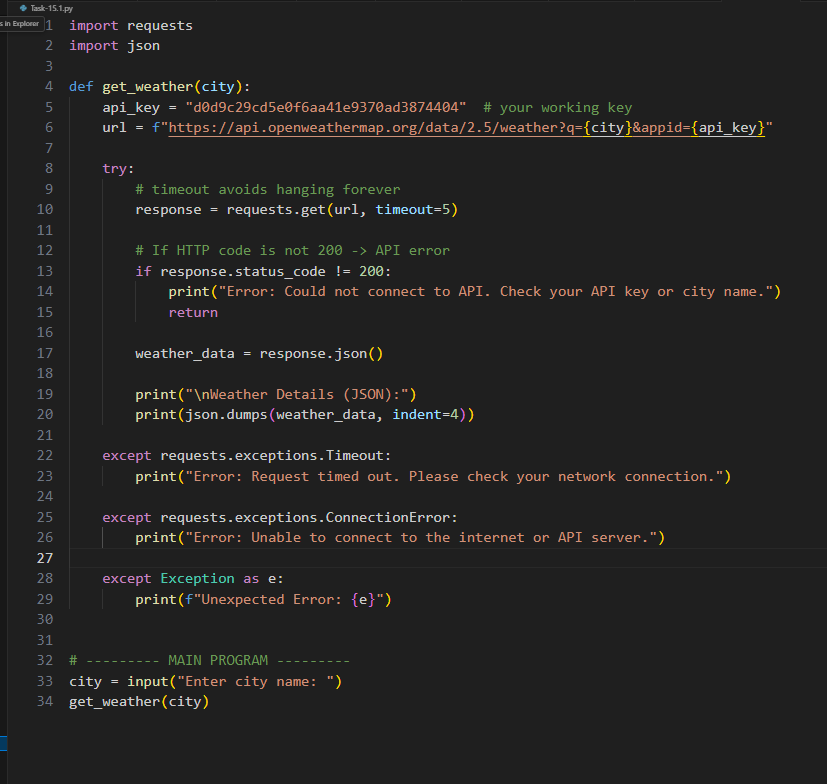 Task-15.1.py
s in Explorer
1 import requests
2 import json
3
4 def get_weather(city):
5     api_key = "d0d9c29cd5e0f6aa41e9370ad3874404"  # your working key
6     url = f"https://api.openweathermap.org/data/2.5/weather?q={city}&appid={api_key}"
7
8     try:
9         # timeout avoids hanging forever
10         response = requests.get(url, timeout=5)
11
12         # If HTTP code is not 200 -> API error
13         if response.status_code != 200:
14             print("Error: Could not connect to API. Check your API key or city name.")
15             return
16
17         weather_data = response.json()
18
19         print("\nWeather Details (JSON):")
20         print(json.dumps(weather_data, indent=4))
21
22     except requests.exceptions.Timeout:
23         print("Error: Request timed out. Please check your network connection.")
24
25     except requests.exceptions.ConnectionError:
26         print("Error: Unable to connect to the internet or API server.")
27
28     except Exception as e:
29         print(f"Unexpected Error: {e}")
30
31
32 # --------- MAIN PROGRAM ---------
33 city = input("Enter city name: ")
34 get_weather(city)